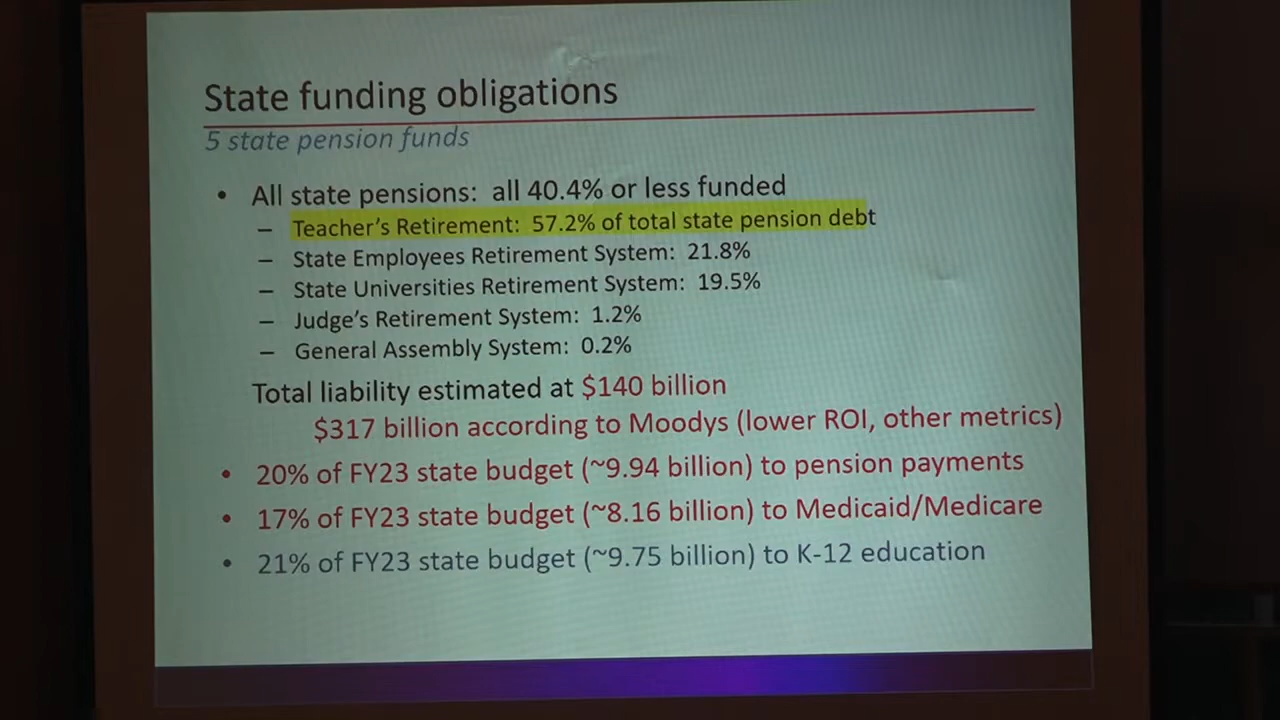 State funding obligations
5 state pension funds
• All state pensions: all 40.4% or less funded
– Teacher's Retirement: 57.2% of total state pension debt
– State Employees Retirement System: 21.8%
– State Universities Retirement System: 19.5%
– Judge's Retirement System: 1.2%
– General Assembly System: 0.2%
Total liability estimated at $140 billion
$317 billion according to Moodys (lower ROI, other metrics)
• 20% of FY23 state budget (~9.94 billion) to pension payments
• 17% of FY23 state budget (~8.16 billion) to Medicaid/Medicare
• 21% of FY23 state budget (~9.75 billion) to K-12 education